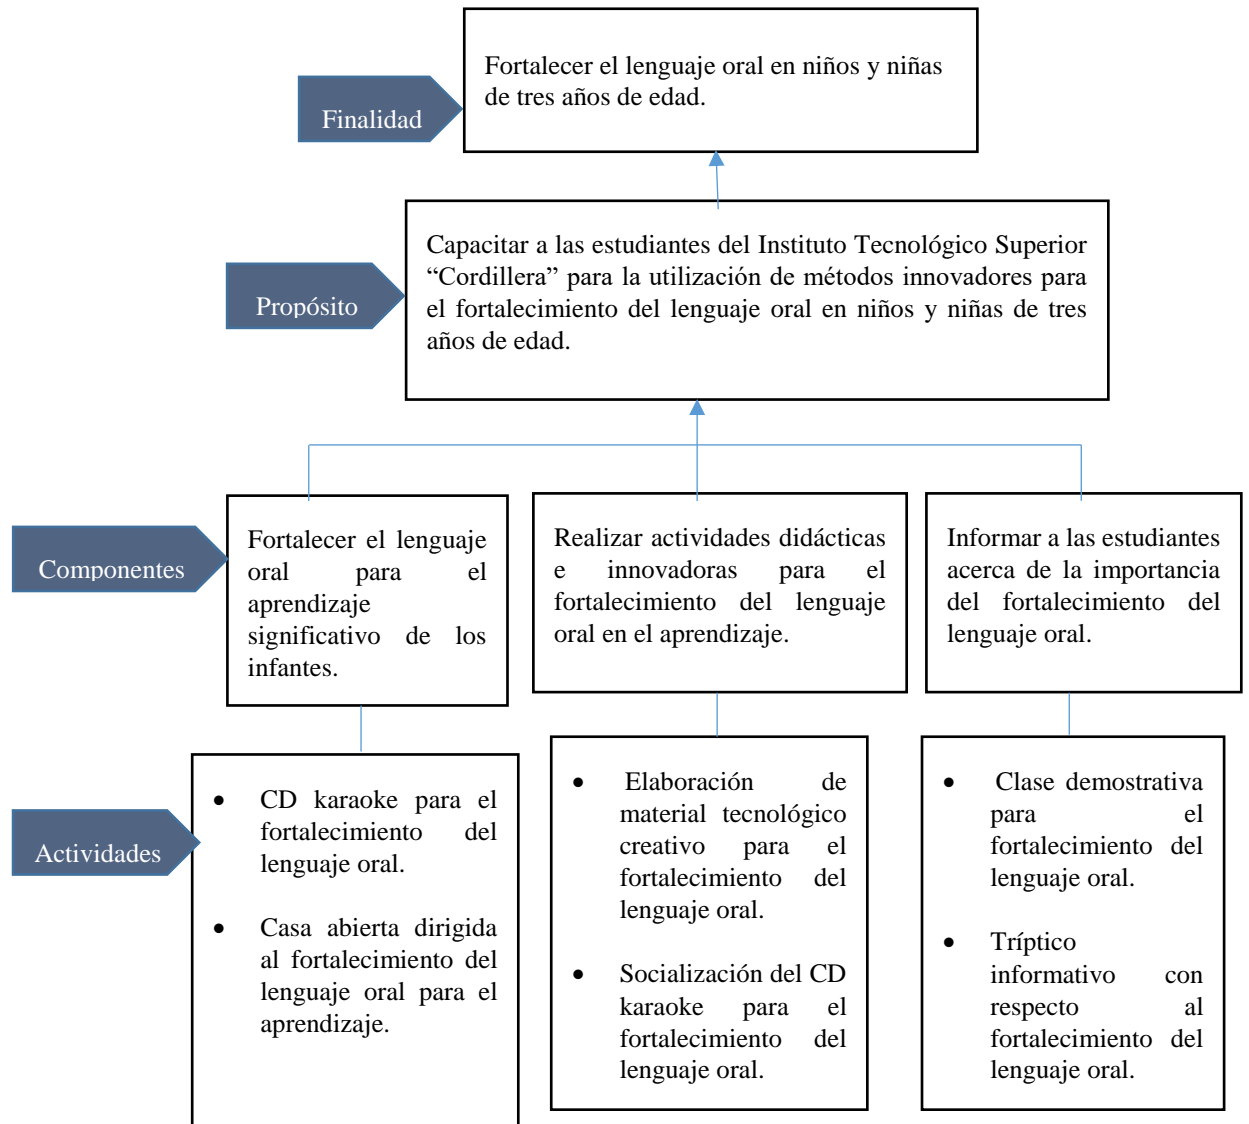 Finalidad
Fortalecer el lenguaje oral en niños y niñas
de tres años de edad.
Propósito
Capacitar a las estudiantes del Instituto Tecnológico Superior
“Cordillera” para la utilización de métodos innovadores para
el fortalecimiento del lenguaje oral en niños y niñas de tres
años de edad.
Componentes
Fortalecer el lenguaje
oral para el
aprendizaje
significativo de los
infantes.
Realizar actividades didácticas
e innovadoras para el
fortalecimiento del lenguaje
oral en el aprendizaje.
Informar a las estudiantes
acerca de la importancia
del fortalecimiento del
lenguaje oral.
Actividades
• CD karaoke para el
fortalecimiento del
lenguaje oral.
• Casa abierta dirigida
al fortalecimiento del
lenguaje oral para el
aprendizaje.
• Elaboración de
material tecnológico
creativo para el
fortalecimiento del
lenguaje oral.
• Socialización del CD
karaoke para el
fortalecimiento del
lenguaje oral.
• Clase demostrativa
para el
fortalecimiento del
lenguaje oral.
• Tríptico
informativo con
respecto al
fortalecimiento del
lenguaje oral.